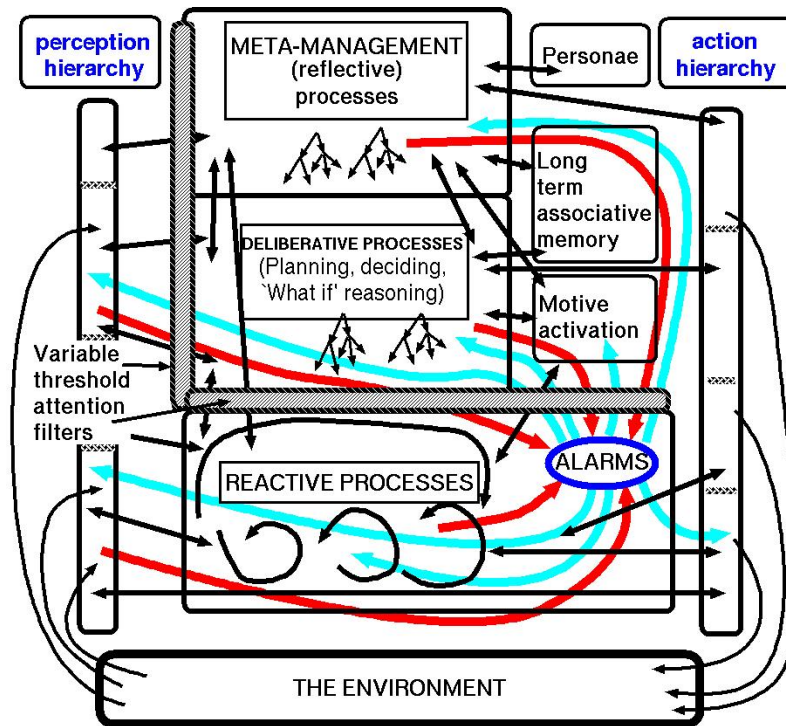 perception
hierarchy
META-MANAGEMENT
(reflective)
processes
Personae
action
hierarchy
Long
term
associative
memory
DELIBERATIVE PROCESSES
(Planning, deciding,
`What if' reasoning)
Motive
activation
Variable
threshold
attention
filters
REACTIVE PROCESSES
ALARMS
THE ENVIRONMENT